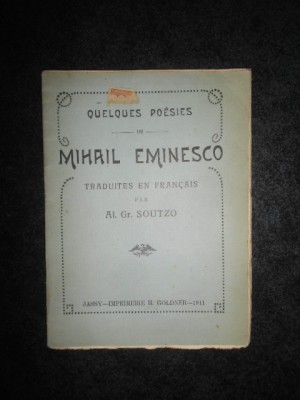 QUELQUES POÉSIES
DE
MIHAIL EMINESCO
TRADUITES EN FRANÇAIS
PAR
AL. GR. SOUTZO
JASSY—IMPRIMERIE H. GOLDNER—1911